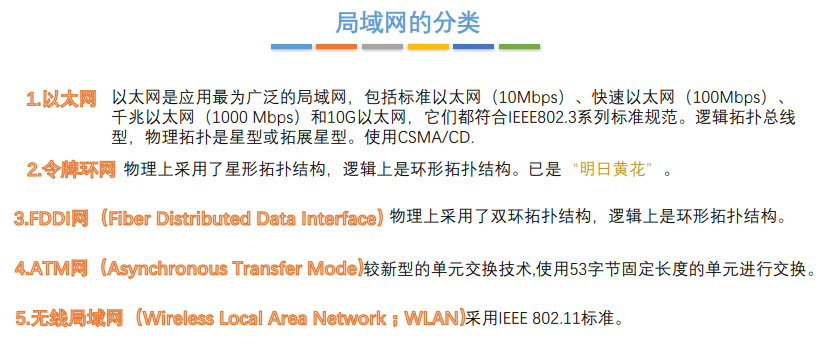 局域网的分类
1.以太网 以太网是应用最为广泛的局域网，包括标准以太网（10Mbps）、快速以太网（100Mbps）、
千兆以太网（1000 Mbps）和10G以太网，它们都符合IEEE802.3系列标准规范。逻辑拓扑总线
型，物理拓扑是星型或拓展星型。使用CSMA/CD.
2.令牌环网 物理上采用了星形拓扑结构，逻辑上是环形拓扑结构。已是 “明日黄花” 。
3.FDDI网（Fiber Distributed Data Interface) 物理上采用了双环拓扑结构，逻辑上是环形拓扑结构。
4.ATM网（Asynchronous Transfer Mode)较新型的单元交换技术,使用53字节固定长度的单元进行交换。
5.无线局域网（Wireless Local Area Network；WLAN)采用IEEE 802.11标准。